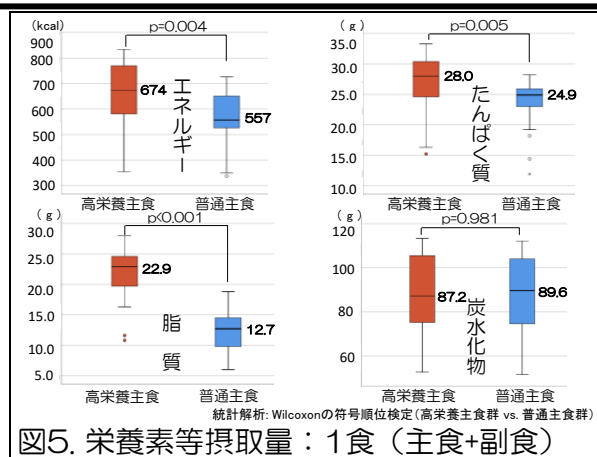 (kcal)
p=0.004
900
800
700
600
500
400
300
674
557
エネルギー
高栄養主食
普通主食
(g)
p=0.005
35.0
30.0
25.0
20.0
15.0
10.0
28.0
24.9
たんぱく質
高栄養主食
普通主食
(g)
p<0.001
30.0
25.0
20.0
15.0
10.0
5.0
22.9
12.7
脂質
高栄養主食
普通主食
(g)
p=0.981
120
100
80
60
87.2
89.6
炭水化物
高栄養主食
普通主食
統計解析: Wilcoxonの符号順位検定(高栄養主食群 vs. 普通主食群)
図5. 栄養素等摂取量：1食（主食+副食）